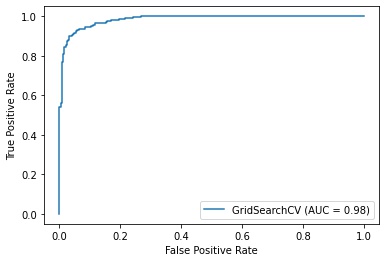 1.0
0.8
0.6
0.4
0.2
0.0
True Positive Rate
GridSearchCV (AUC = 0.98)
0.0 0.2 0.4 0.6 0.8 1.0
False Positive Rate